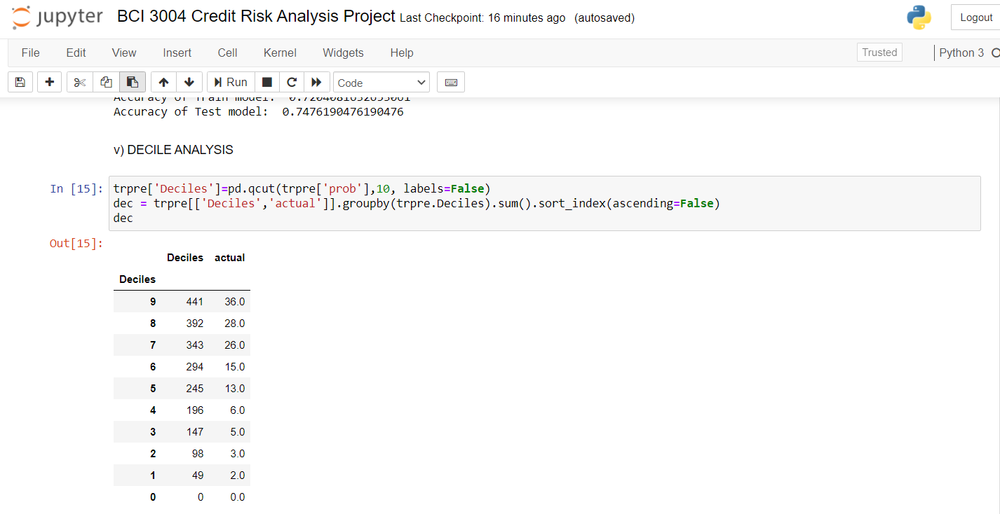 jupyter BCI 3004 Credit Risk Analysis Project Last Checkpoint: 16 minutes ago (autosaved) Logout
File Edit View Insert Cell Kernel Widgets Help Trusted Python 3
Run Code
Accuracy of Train model:
Accuracy of Test model: 0.7476190476190476
v) DECILE ANALYSIS
In [15]: trpre['Deciles']=pd.qcut(trpre['prob'],10, labels=False)
dec = trpre[['Deciles','actual']].groupby(trpre.Deciles).sum().sort_index(ascending=False)
dec
Out[15]:
Deciles actual
Deciles
9 441 36.0
8 392 28.0
7 343 26.0
6 294 15.0
5 245 13.0
4 196 6.0
3 147 5.0
2 98 3.0
1 49 2.0
0 0 0.0